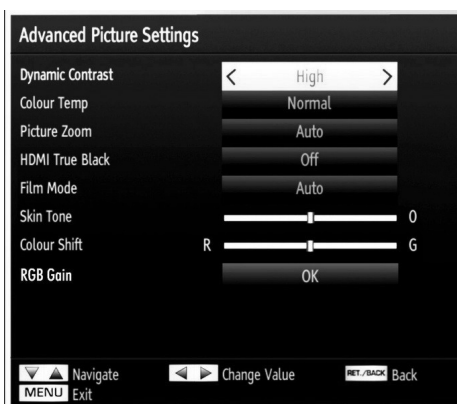 Advanced Picture Settings
Dynamic Contrast < High >
Colour Temp Normal
Picture Zoom Auto
HDMI True Black Off
Film Mode Auto
Skin Tone 0
Colour Shift R G
RGB Gain OK
Navigate Change Value RET./BACK Back
MENU Exit